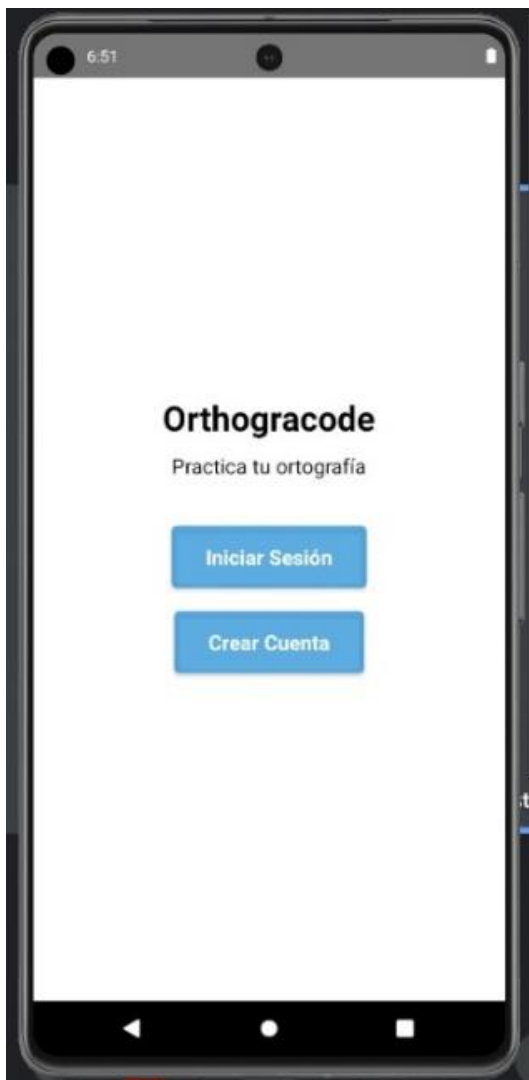 6:51
Orthogracode
Practica tu ortografía
Iniciar Sesión
Crear Cuenta